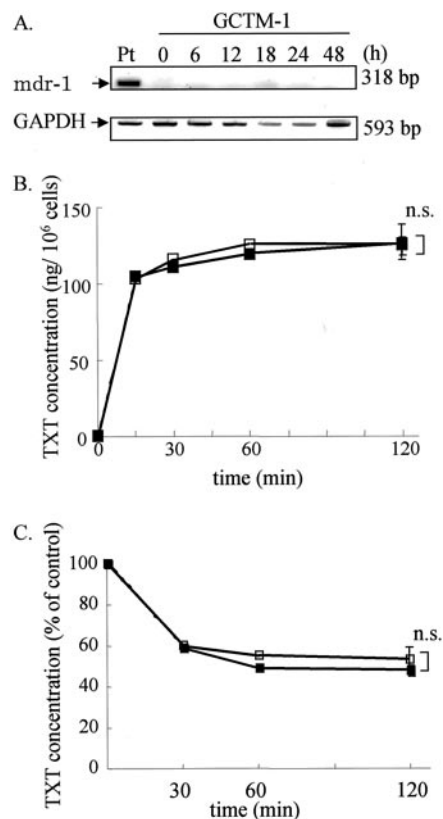 A.
GCTM-1
Pt 0 6 12 18 24 48 (h)
mdr-1 318 bp
GAPDH 593 bp
B.
TXT concentration (ng/ 10⁶ cells)
150
100
50
0
n.s.
0 30 60 120
time (min)
C.
TXT concentration (% of control)
100
80
60
40
20
0
n.s.
30 60 120
time (min)